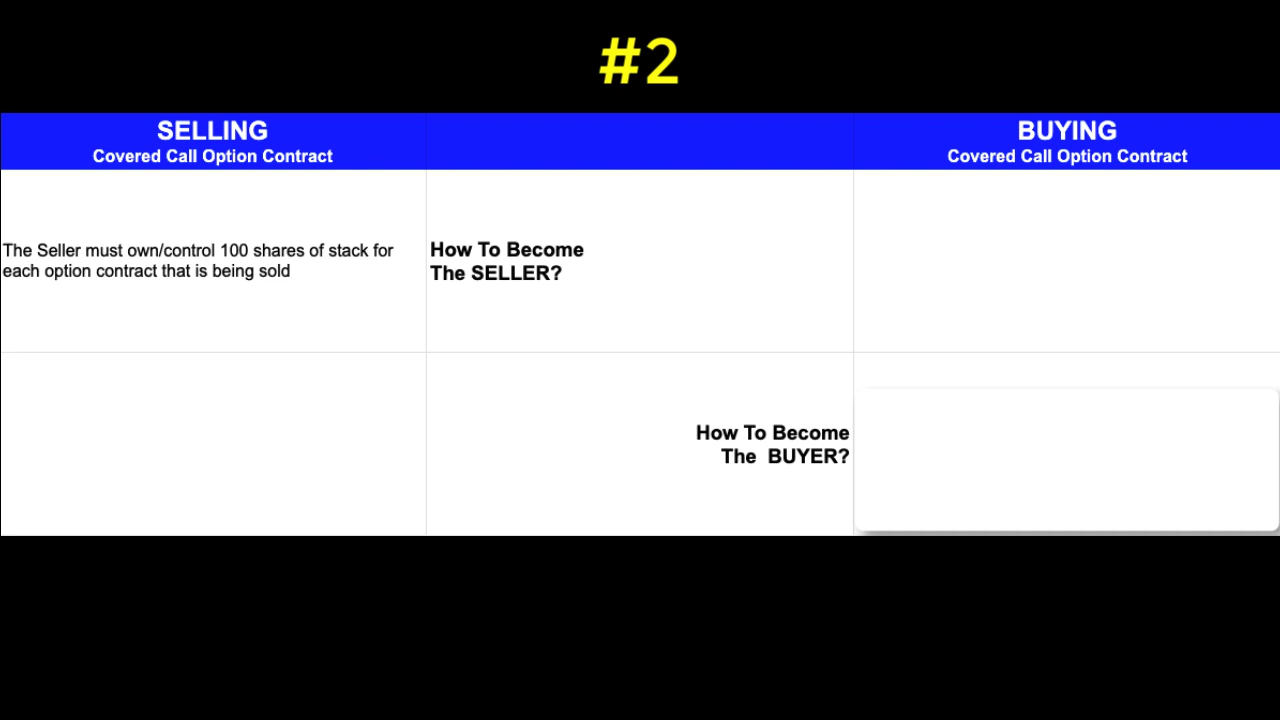 #2
SELLING
Covered Call Option Contract
BUYING
Covered Call Option Contract
The Seller must own/control 100 shares of stack for
each option contract that is being sold
How To Become
The SELLER?
How To Become
The BUYER?